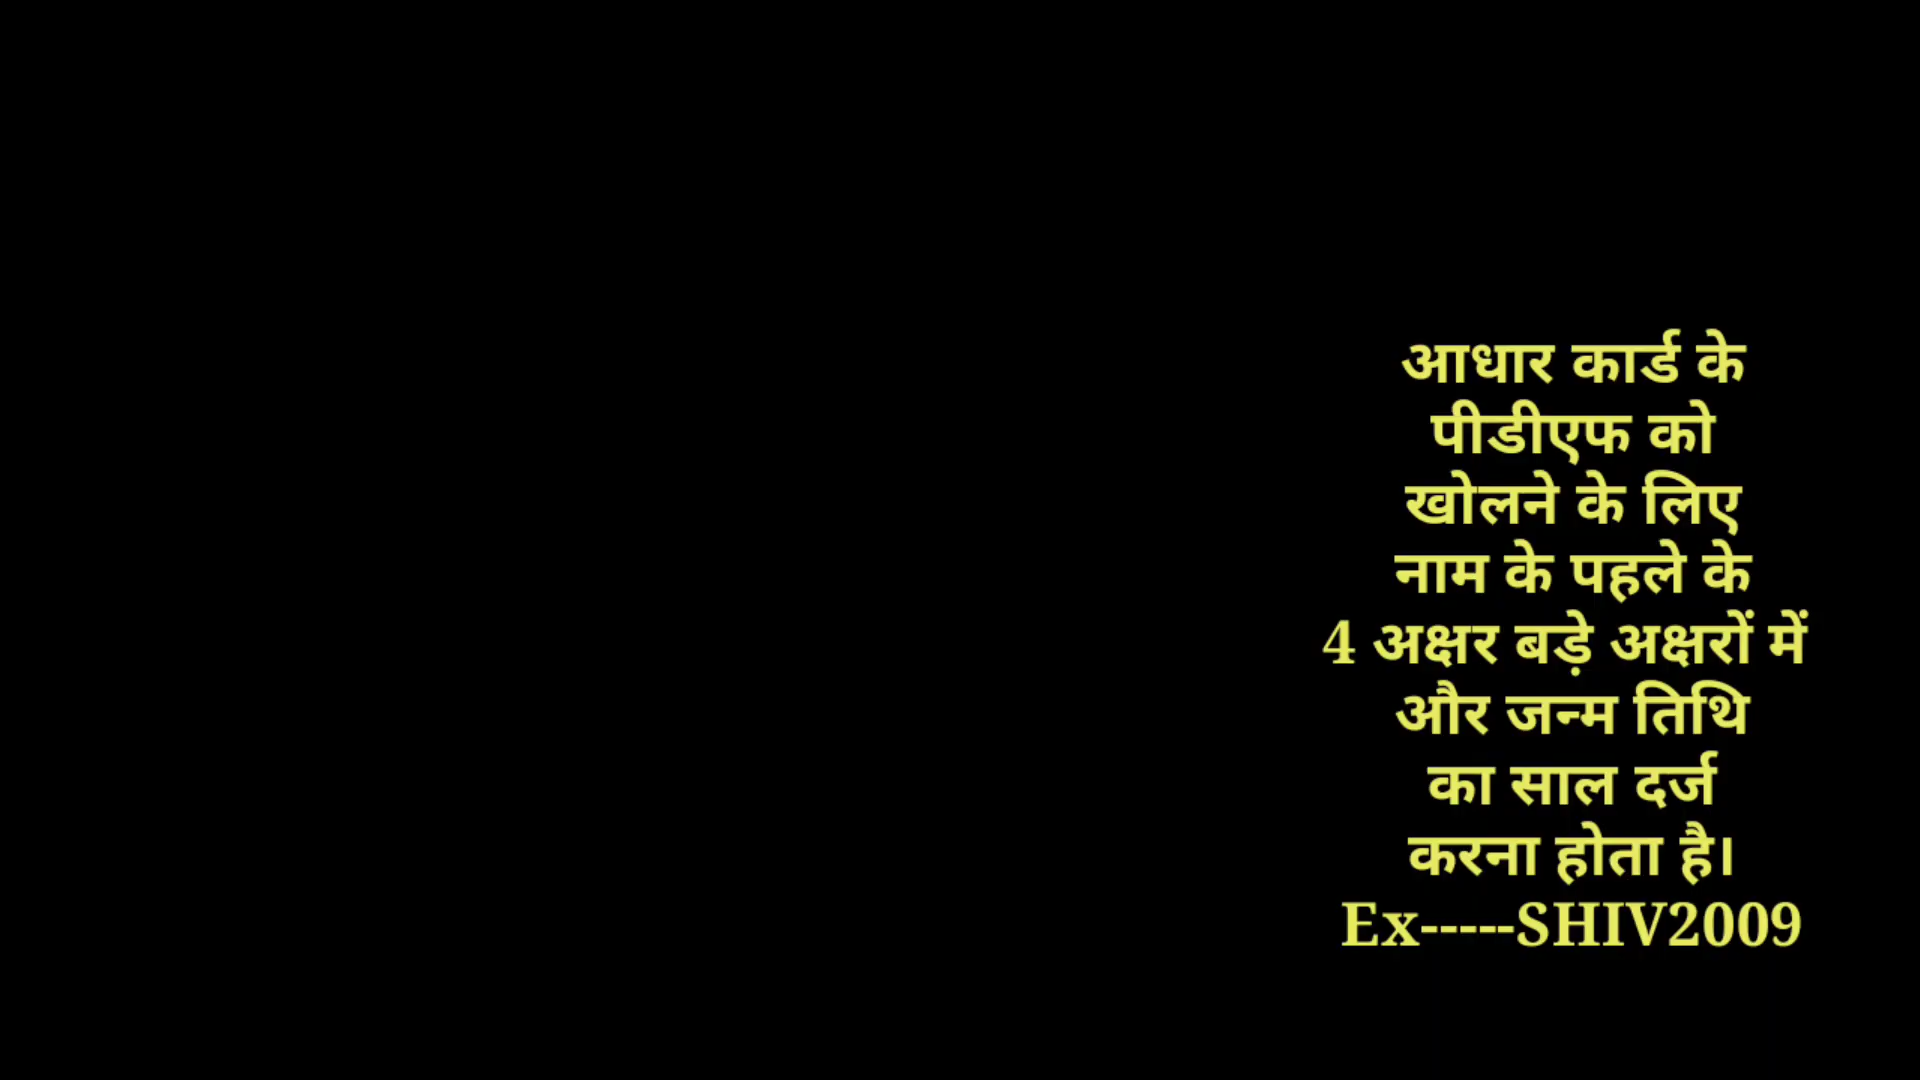 आधार कार्ड के
पीडीएफ को
खोलने के लिए
नाम के पहले के
4 अक्षर बड़े अक्षरों में
और जन्म तिथि
का साल दर्ज
करना होता है।
Ex-----SHIV2009